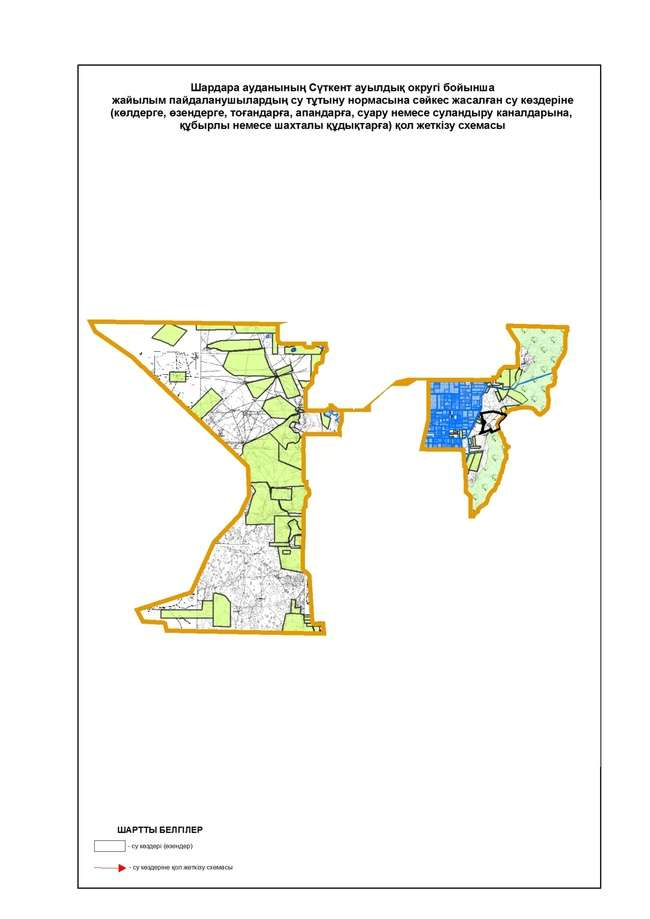 Шардара ауданының Сүткент ауылдық округі бойынша
жайылым пайдаланушылардың су тұтыну нормасына сәйкес жасалған су көздеріне
(көлдерге, өзендерге, тоғандарға, апандарға, суару немесе суландыру каналдарына,
құбырлы немесе шахталы құдықтарға) қол жеткізу схемасы
ШАРТТЫ БЕЛГІЛЕР
- су көздері (өзендер)
- су көздеріне қол жеткізу схемасы